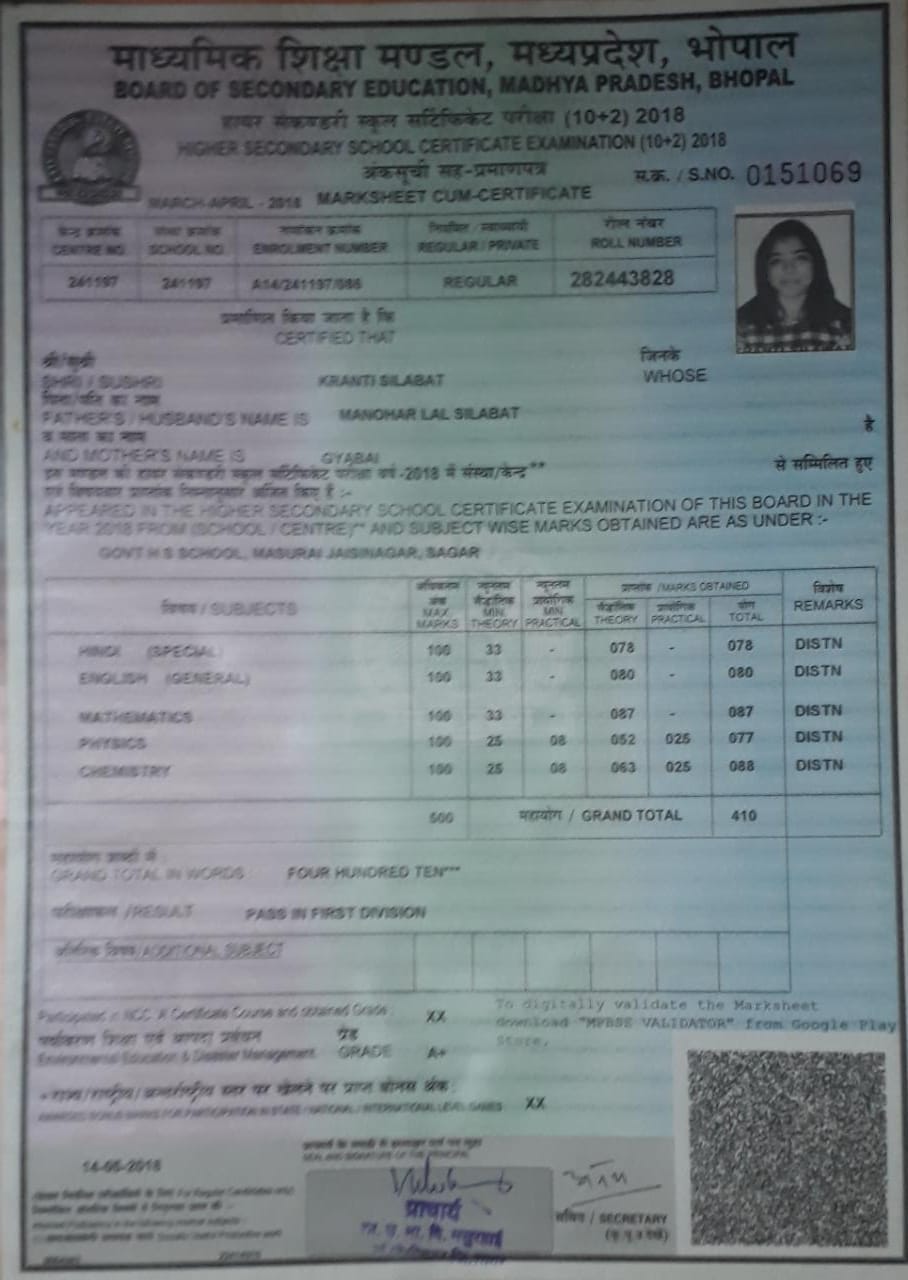 माध्यमिक शिक्षा मण्डल, मध्यप्रदेश, भोपाल
BOARD OF SECONDARY EDUCATION, MADHYA PRADESH, BHOPAL
हायर सेकण्डरी स्कूल सर्टिफिकेट परीक्षा (10+2) 2018
HIGHER SECONDARY SCHOOL CERTIFICATE EXAMINATION (10+2) 2018
अंकसूची सह-प्रमाणपत्र
स.क्र. / S.NO. 0151069
MARCH-APRIL - 2018 MARKSHEET CUM-CERTIFICATE
केन्द्र क्रमांक संस्था क्रमांक नामांकन क्रमांक नियमित / स्वाध्यायी रोल नंबर
CENTRE NO. SCHOOL NO. ENROLMENT NUMBER REGULAR / PRIVATE ROLL NUMBER
241197 241197 REGULAR 282443828
प्रमाणित किया जाता है कि
CERTIFIED THAT
श्री/सुश्री जिनके
SHRI / SUSHRI KRANTI SILABAT WHOSE
पिता/पति का नाम
FATHER'S / HUSBAND'S NAME IS MANOHAR LAL SILABAT
व माता का नाम है
AND MOTHER'S NAME IS GYABAI
इस मण्डल की हायर सेकण्डरी स्कूल सर्टिफिकेट परीक्षा वर्ष-2018 में संस्था/केन्द्र** से सम्मिलित हुए
एवं विषयवार प्राप्तांक निम्नानुसार अर्जित किए है :-
APPEARED IN THE HIGHER SECONDARY SCHOOL CERTIFICATE EXAMINATION OF THIS BOARD IN THE
YEAR 2018 FROM (SCHOOL / CENTRE)** AND SUBJECT WISE MARKS OBTAINED ARE AS UNDER :-
GOVT H S SCHOOL, MASURAI JAISINAGAR, SAGAR
विषय / SUBJECTS
अधिकतम अंक MAX. MARKS
न्यूनतम सैद्धांतिक MIN. THEORY
न्यूनतम प्रायोगिक MIN. PRACTICAL
प्राप्तांक / MARKS OBTAINED
सैद्धांतिक THEORY
प्रायोगिक PRACTICAL
योग TOTAL
विशेष REMARKS
HINDI (SPECIAL) 100 33 - 078 - 078 DISTN
ENGLISH (GENERAL) 100 33 - 080 - 080 DISTN
MATHEMATICS 100 33 - 087 - 087 DISTN
PHYSICS 100 25 08 052 025 077 DISTN
CHEMISTRY 100 25 08 063 025 088 DISTN
500 महायोग / GRAND TOTAL 410
महायोग शब्दों में
GRAND TOTAL IN WORDS : FOUR HUNDRED TEN***
परीक्षाफल /RESULT PASS IN FIRST DIVISION
अतिरिक्त विषय/ADDITIONAL SUBJECT
Participated in NCC 'A' Certificate Course and obtained Grade : XX
To digitally validate the Marksheet
download "MPBSE VALIDATOR" from Google Play
Store.
पर्यावरण शिक्षा एवं आपदा प्रबंधन ग्रेड
Environmental Education & Disaster Management GRADE A+
राज्य/राष्ट्रीय/अन्तर्राष्ट्रीय स्तर पर खेलने पर प्राप्त बोनस अंक :
AWARDED BONUS MARKS FOR PARTICIPATION IN STATE / NATIONAL / INTERNATIONAL LEVEL GAMES XX
14-05-2018
SEAL AND SIGNATURE OF THE PRINCIPAL
प्राचार्य
सचिव / SECRETARY